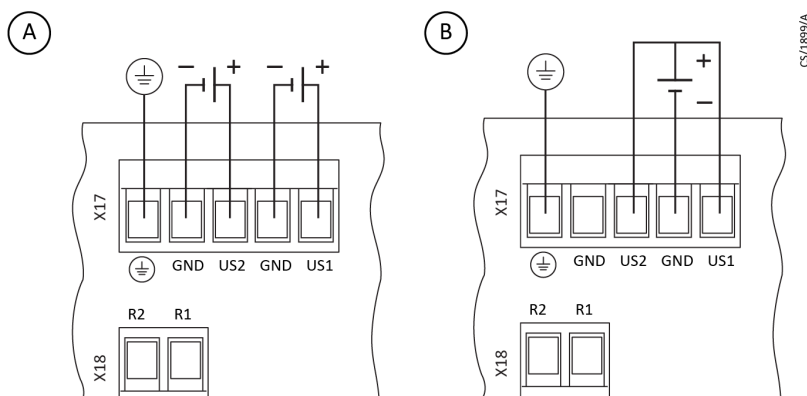 A
B
CS/1899/A
− + − +
+
−
X17
GND US2 GND US1
X17
GND US2 GND US1
R2 R1
X18
R2 R1
X18